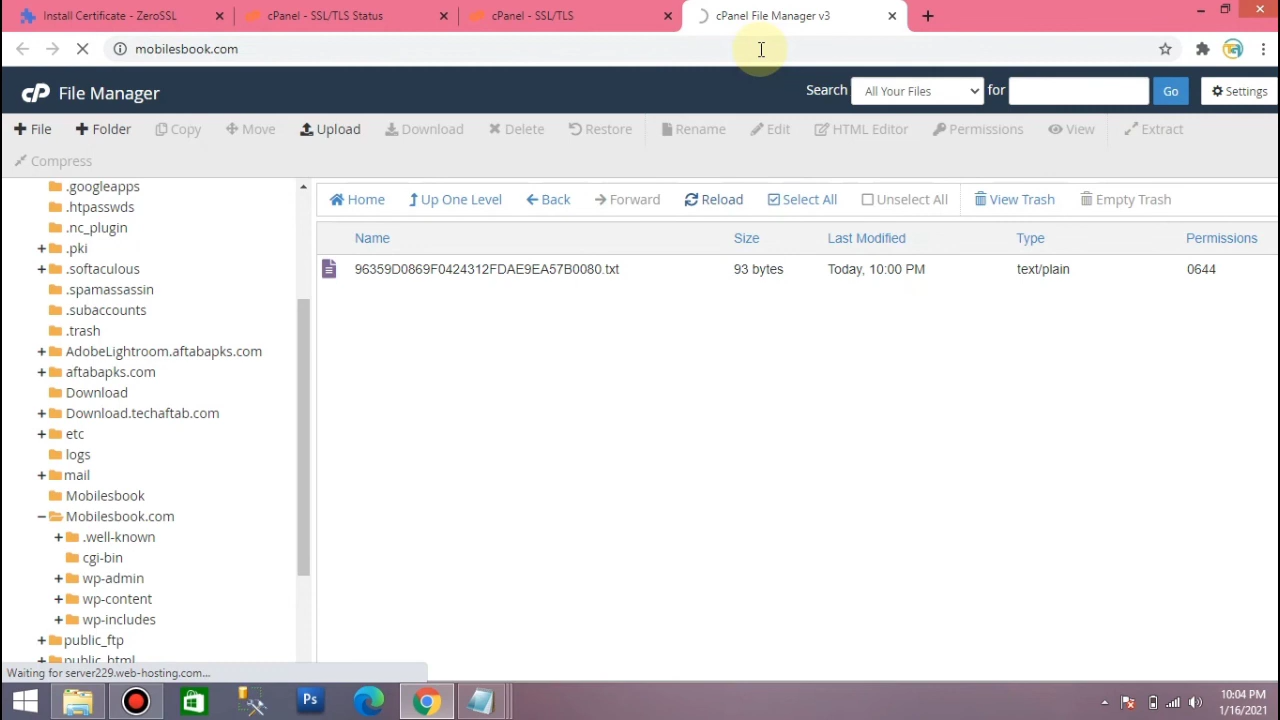 Install Certificate - ZeroSSL
cPanel - SSL/TLS Status
cPanel - SSL/TLS
cPanel File Manager v3
mobilesbook.com
cP File Manager
Search All Your Files for Go Settings
File Folder Copy Move Upload Download Delete Restore Rename Edit HTML Editor Permissions View Extract
Compress
Home Up One Level Back Forward Reload Select All Unselect All View Trash Empty Trash
Name Size Last Modified Type Permissions
96359D0869F0424312FDAE9EA57B0080.txt 93 bytes Today, 10:00 PM text/plain 0644
.googleapps
.htpasswds
.nc_plugin
.pki
.softaculous
.spamassassin
.subaccounts
.trash
AdobeLightroom.aftabapks.com
aftabapks.com
Download
Download.techaftab.com
etc
logs
mail
Mobilesbook
Mobilesbook.com
.well-known
cgi-bin
wp-admin
wp-content
wp-includes
public_ftp
public_html
Waiting for server229.web-hosting.com...
Ps
10:04 PM
1/16/2021